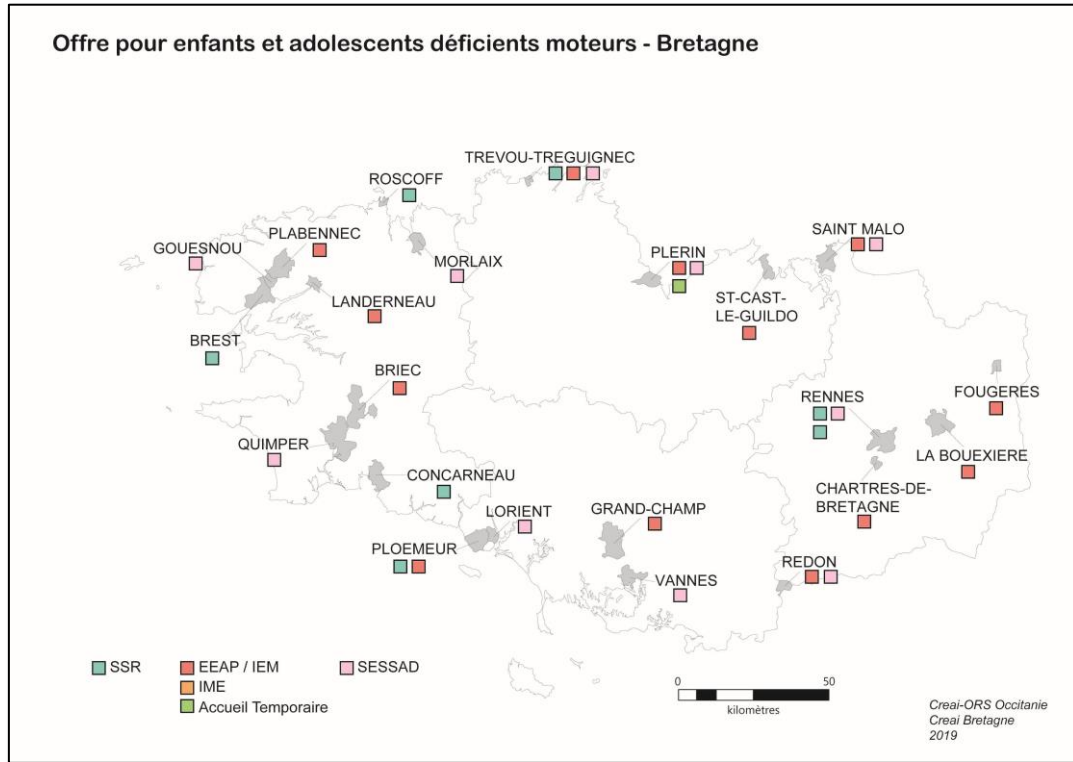 Offre pour enfants et adolescents déficients moteurs - Bretagne
TREVOU-TREGUIGNEC
ROSCOFF
SAINT MALO
PLABENNEC
GOUESNOU
PLERIN
MORLAIX
ST-CAST-
LE-GUILDO
LANDERNEAU
BREST
BRIEC
RENNES
FOUGERES
QUIMPER
LA BOUEXIERE
CONCARNEAU
CHARTRES-DE-
BRETAGNE
GRAND-CHAMP
LORIENT
PLOEMEUR
REDON
VANNES
SSR
EEAP / IEM
SESSAD
IME
Accueil Temporaire
0 50
kilomètres
Creai-ORS Occitanie
Creai Bretagne
2019